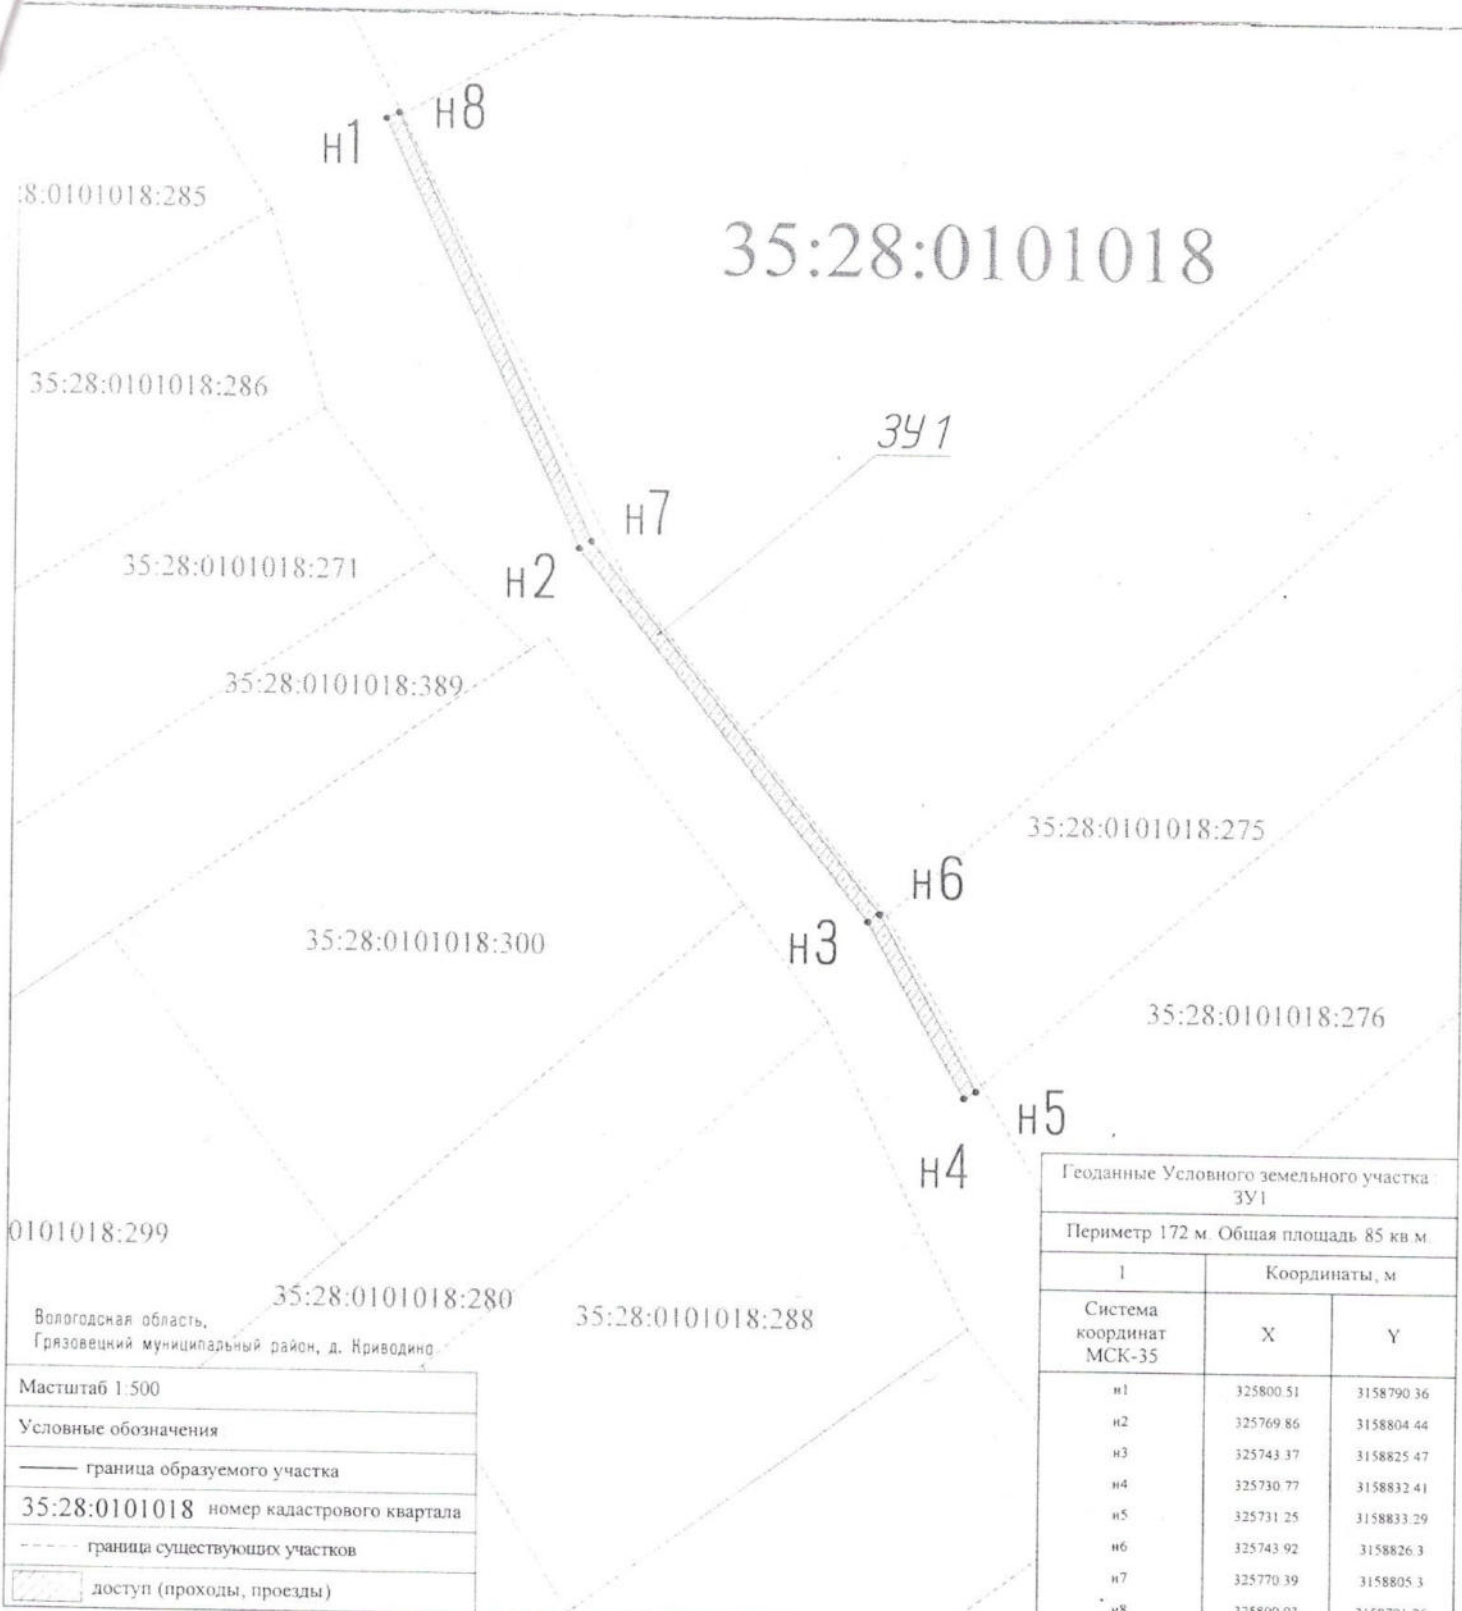 н8
н1
:8:0101018:285
35:28:0101018
35:28:0101018:286
ЗУ 1
н7
35:28:0101018:271
н2
35:28:0101018:389
35:28:0101018:275
н6
35:28:0101018:300
н3
35:28:0101018:276
н5
н4
0101018:299
35:28:0101018:280
35:28:0101018:288
Вологодская область,
Грязовецкий муниципальный район, д. Криводино
Мастштаб 1:500
Условные обозначения
граница образуемого участка
35:28:0101018 номер кадастрового квартала
граница существующих участков
доступ (проходы, проезды)
Геоданные Условного земельного участка :
ЗУ1
Периметр 172 м. Общая площадь 85 кв.м.
1 Координаты, м
Система
координат
МСК-35
X Y
н1 325800.51 3158790.36
н2 325769.86 3158804.44
н3 325743.37 3158825.47
н4 325730.77 3158832.41
н5 325731.25 3158833.29
н6 325743.92 3158826.3
н7 325770.39 3158805.3
н8